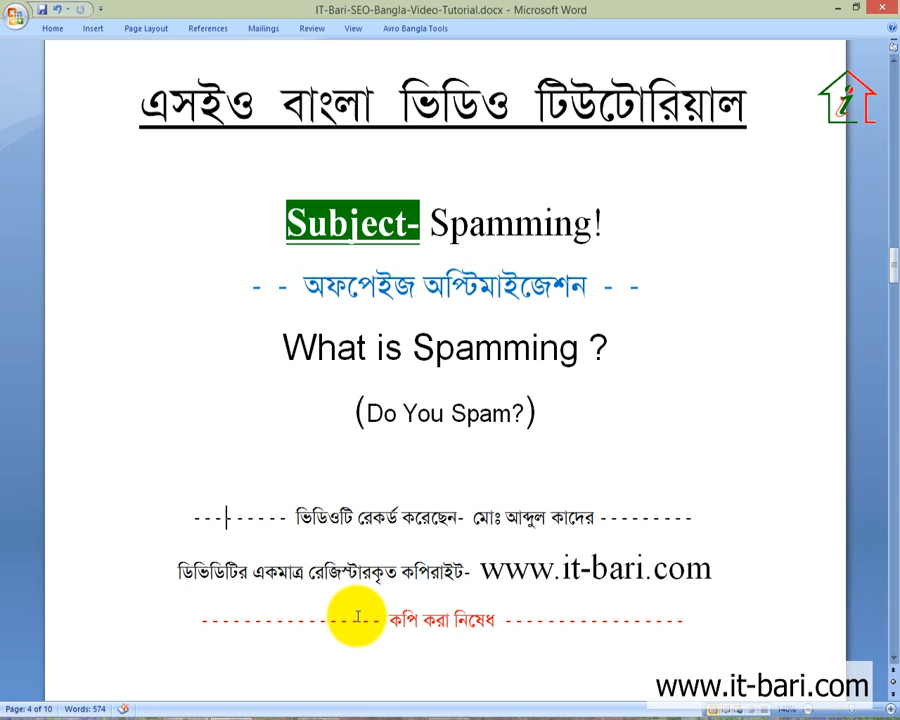 IT-Bari-SEO-Bangla-Video-Tutorial.docx - Microsoft Word
Home Insert Page Layout References Mailings Review View Avro Bangla Tools
এসইও বাংলা ভিডিও টিউটোরিয়াল
Subject- Spamming!
- - অফপেইজ অপ্টিমাইজেশন - -
What is Spamming ?
(Do You Spam?)
--------- ভিডিওটি রেকর্ড করেছেন- মোঃ আব্দুল কাদের ---------
ডিভিডিটির একমাত্র রেজিস্টারকৃত কপিরাইট- www.it-bari.com
----------------- কপি করা নিষেধ -----------------
www.it-bari.com
Page: 4 of 10 Words: 574